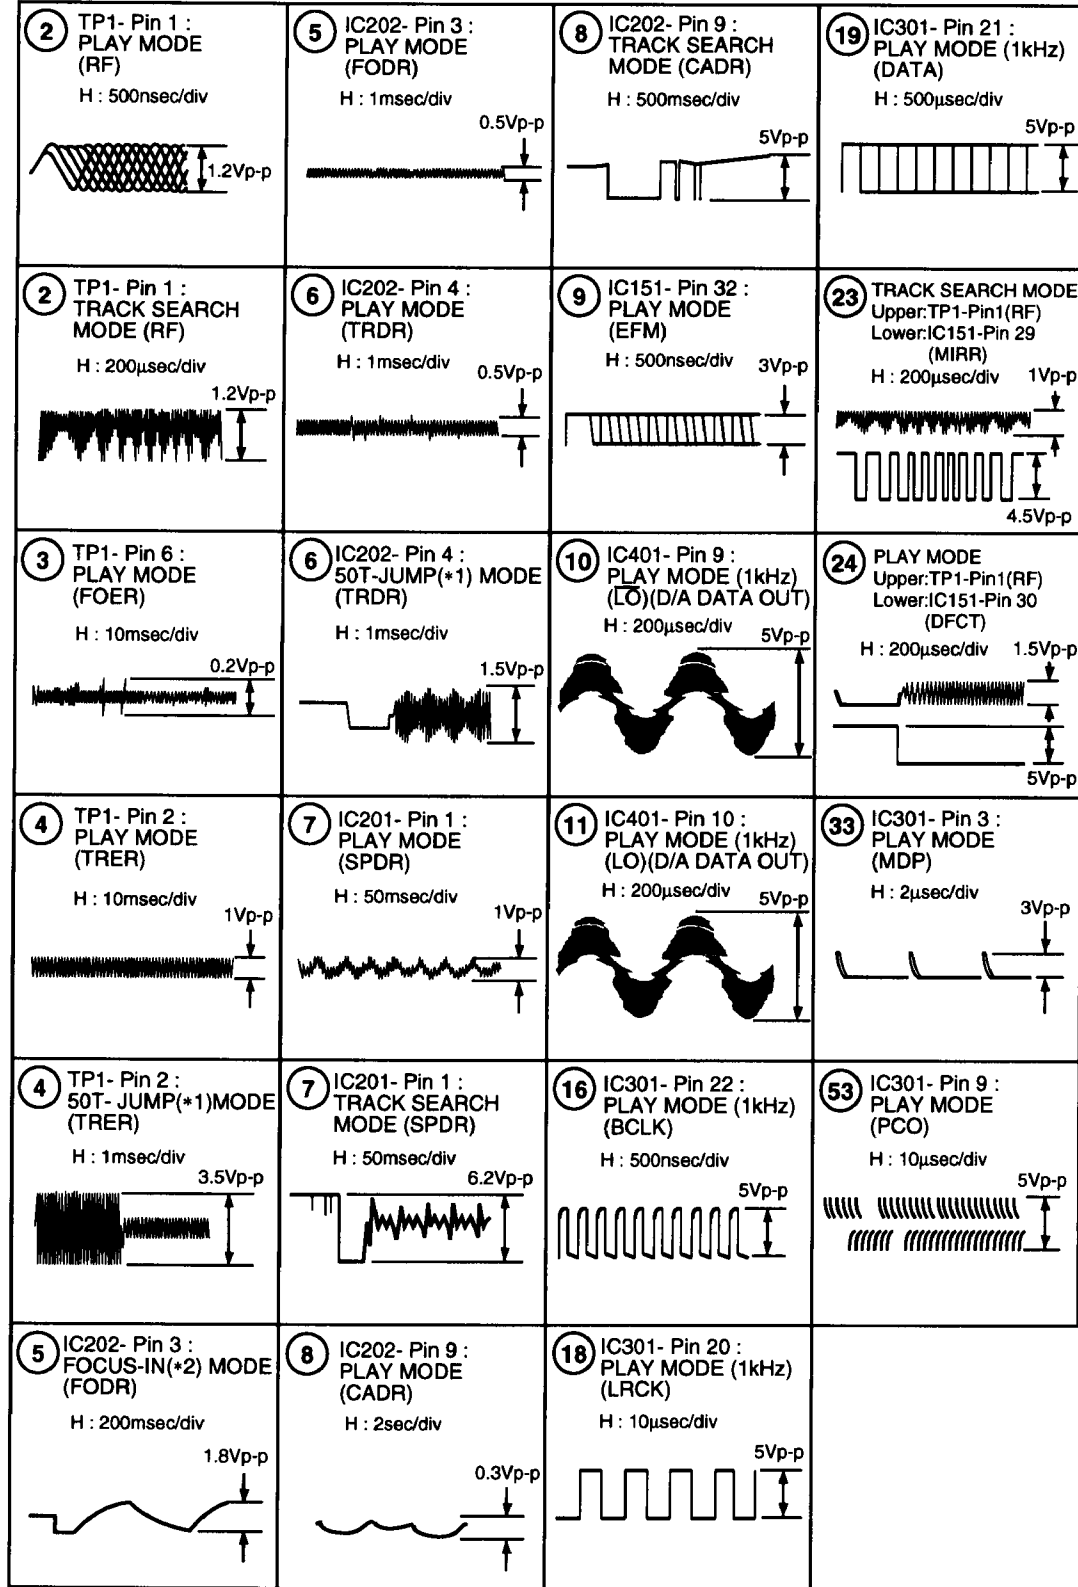 2 TP1- Pin 1 :
PLAY MODE
(RF)
H : 500nsec/div
1.2Vp-p
5 IC202- Pin 3 :
PLAY MODE
(FODR)
H : 1msec/div
0.5Vp-p
8 IC202- Pin 9 :
TRACK SEARCH
MODE (CADR)
H : 500msec/div
5Vp-p
19 IC301- Pin 21 :
PLAY MODE (1kHz)
(DATA)
H : 500µsec/div
5Vp-p
2 TP1- Pin 1 :
TRACK SEARCH
MODE (RF)
H : 200µsec/div
1.2Vp-p
6 IC202- Pin 4 :
PLAY MODE
(TRDR)
H : 1msec/div
0.5Vp-p
9 IC151- Pin 32 :
PLAY MODE
(EFM)
H : 500nsec/div
3Vp-p
23 TRACK SEARCH MODE
Upper:TP1-Pin1(RF)
Lower:IC151-Pin 29
(MIRR)
H : 200µsec/div 1Vp-p
4.5Vp-p
3 TP1- Pin 6 :
PLAY MODE
(FOER)
H : 10msec/div
0.2Vp-p
6 IC202- Pin 4 :
50T-JUMP(*1) MODE
(TRDR)
H : 1msec/div
1.5Vp-p
10 IC401- Pin 9 :
PLAY MODE (1kHz)
(L̅O̅)(D/A DATA OUT)
H : 200µsec/div
5Vp-p
24 PLAY MODE
Upper:TP1-Pin1(RF)
Lower:IC151-Pin 30
(DFCT)
H : 200µsec/div 1.5Vp-p
5Vp-p
4 TP1- Pin 2 :
PLAY MODE
(TRER)
H : 10msec/div
1Vp-p
7 IC201- Pin 1 :
PLAY MODE
(SPDR)
H : 50msec/div
1Vp-p
11 IC401- Pin 10 :
PLAY MODE (1kHz)
(LO)(D/A DATA OUT)
H : 200µsec/div
5Vp-p
33 IC301- Pin 3 :
PLAY MODE
(MDP)
H : 2µsec/div
3Vp-p
4 TP1- Pin 2 :
50T- JUMP(*1)MODE
(TRER)
H : 1msec/div
3.5Vp-p
7 IC201- Pin 1 :
TRACK SEARCH
MODE (SPDR)
H : 50msec/div
6.2Vp-p
16 IC301- Pin 22 :
PLAY MODE (1kHz)
(BCLK)
H : 500nsec/div
5Vp-p
53 IC301- Pin 9 :
PLAY MODE
(PCO)
H : 10µsec/div
5Vp-p
5 IC202- Pin 3 :
FOCUS-IN(*2) MODE
(FODR)
H : 200msec/div
1.8Vp-p
8 IC202- Pin 9 :
PLAY MODE
(CADR)
H : 2sec/div
0.3Vp-p
18 IC301- Pin 20 :
PLAY MODE (1kHz)
(LRCK)
H : 10µsec/div
5Vp-p